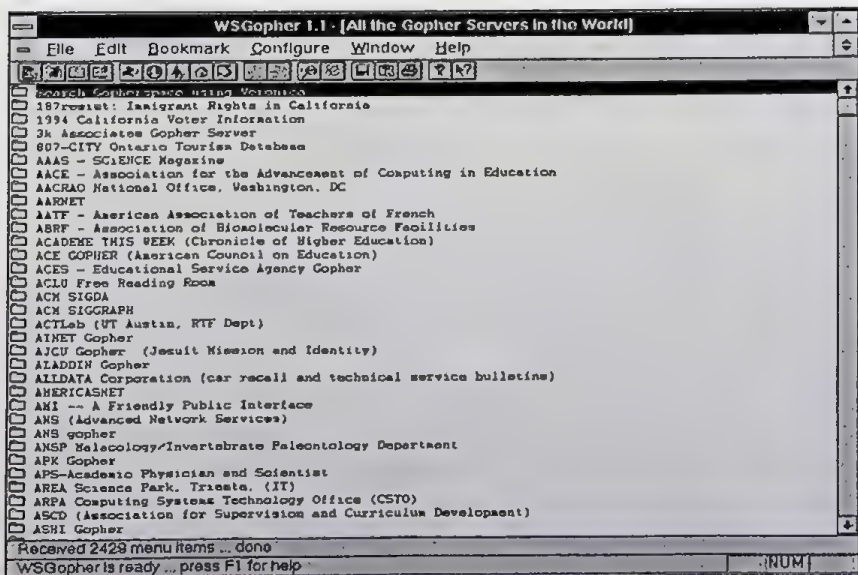 WSGopher 1.1 - [All the Gopher Servers in the World]
File Edit Bookmark Configure Window Help
Search Gopherspace using Veronica
187resist: Immigrant Rights in California
1994 California Voter Information
3k Associates Gopher Server
807-CITY Ontario Tourism Database
AAAS - SCIENCE Magazine
AACE - Association for the Advancement of Computing in Education
AACRAO National Office, Washington, DC
AARNET
AATF - American Association of Teachers of French
ABRF - Association of Biomolecular Resource Facilities
ACADEME THIS WEEK (Chronicle of Higher Education)
ACE GOPHER (American Council on Education)
ACES - Educational Service Agency Gopher
ACLU Free Reading Room
ACM SIGDA
ACM SIGGRAPH
ACTLab (UT Austin, RTF Dept)
AINET Gopher
AJCU Gopher (Jesuit Mission and Identity)
ALADDIN Gopher
ALLDATA Corporation (car recall and technical service bulletins)
AMERICASNET
AMI -- A Friendly Public Interface
ANS (Advanced Network Services)
ANS gopher
ANSP Malacology/Invertebrate Paleontology Department
APK Gopher
APS-Academic Physician and Scientist
AREA Science Park, Trieste, (IT)
ARPA Computing Systems Technology Office (CSTO)
ASCD (Association for Supervision and Curriculum Development)
ASHI Gopher
Received 2429 menu items ... done
WSGopher is ready ... press F1 for help NUM